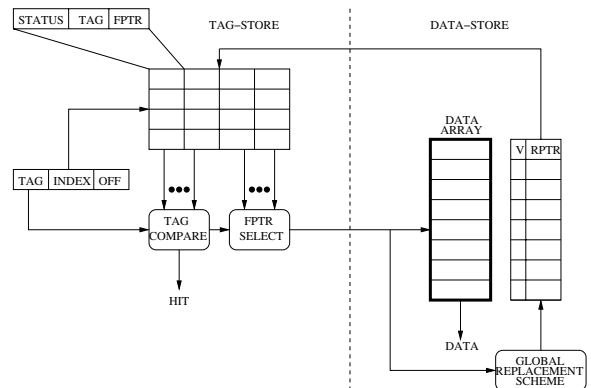 STATUS TAG FPTR
TAG-STORE
DATA-STORE
DATA
ARRAY
V RPTR
TAG INDEX OFF
TAG
COMPARE
FPTR
SELECT
HIT
DATA
GLOBAL
REPLACEMENT
SCHEME